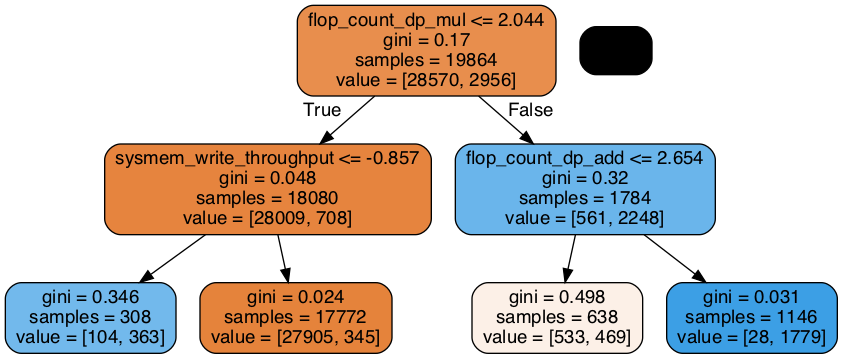 flop_count_dp_mul <= 2.044
gini = 0.17
samples = 19864
value = [28570, 2956]
True
False
sysmem_write_throughput <= -0.857
gini = 0.048
samples = 18080
value = [28009, 708]
flop_count_dp_add <= 2.654
gini = 0.32
samples = 1784
value = [561, 2248]
gini = 0.346
samples = 308
value = [104, 363]
gini = 0.024
samples = 17772
value = [27905, 345]
gini = 0.498
samples = 638
value = [533, 469]
gini = 0.031
samples = 1146
value = [28, 1779]